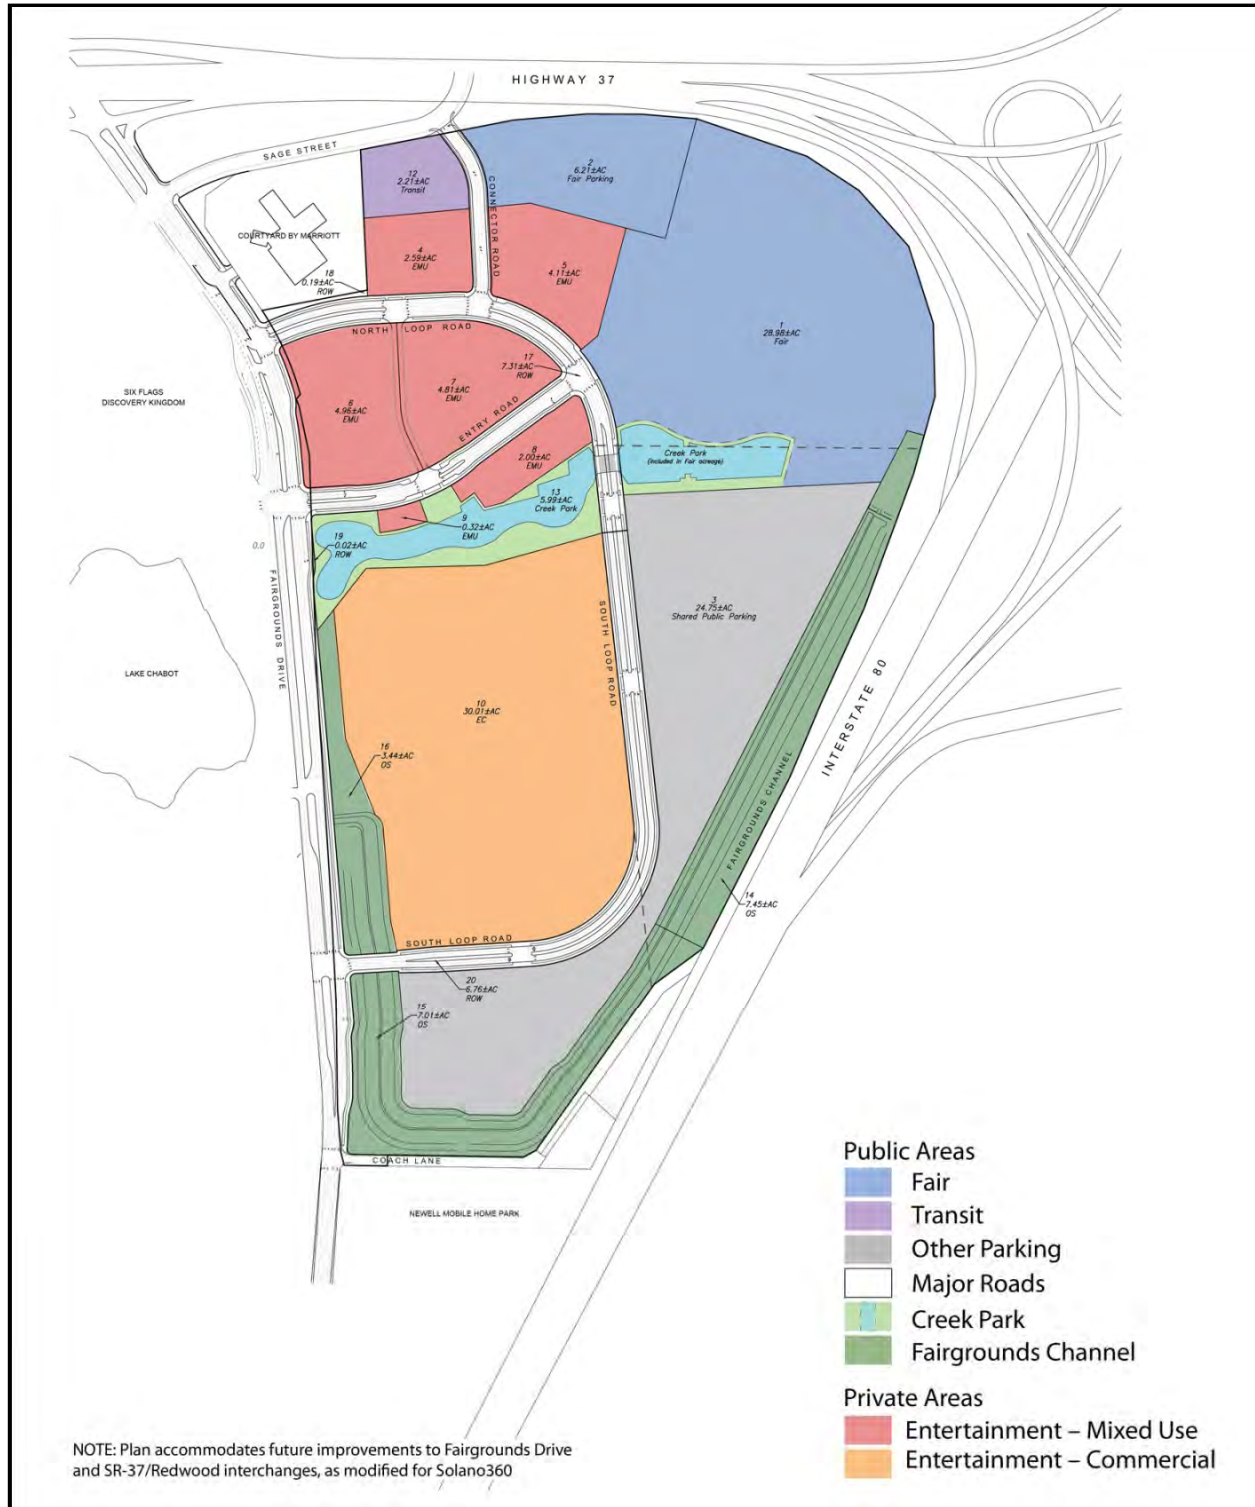 HIGHWAY 37
SAGE STREET
12
2.21±AC
Transit
2
6.21±AC
Fair Parking
CONNECTOR ROAD
COURTYARD BY MARRIOTT
4
2.59±AC
EMU
5
4.11±AC
EMU
18
0.19±AC
ROW
1
28.98±AC
Fair
NORTH LOOP ROAD
17
7.31±AC
ROW
SIX FLAGS
DISCOVERY KINGDOM
6
4.96±AC
EMU
7
4.81±AC
EMU
ENTRY ROAD
8
2.00±AC
EMU
Creek Park
(Included in Fair acreage)
13
5.99±AC
Creek Park
9
0.32±AC
EMU
19
0.02±AC
ROW
0.0
FAIRGROUNDS DRIVE
3
24.75±AC
Shared Public Parking
SOUTH LOOP ROAD
LAKE CHABOT
10
30.01±AC
EC
INTERSTATE 80
16
3.44±AC
OS
FAIRGROUNDS CHANNEL
14
7.45±AC
OS
SOUTH LOOP ROAD
20
6.76±AC
ROW
15
7.01±AC
OS
COACH LANE
NEWELL MOBILE HOME PARK
Public Areas
Fair
Transit
Other Parking
Major Roads
Creek Park
Fairgrounds Channel
Private Areas
Entertainment – Mixed Use
Entertainment – Commercial
NOTE: Plan accommodates future improvements to Fairgrounds Drive
and SR-37/Redwood interchanges, as modified for Solano360